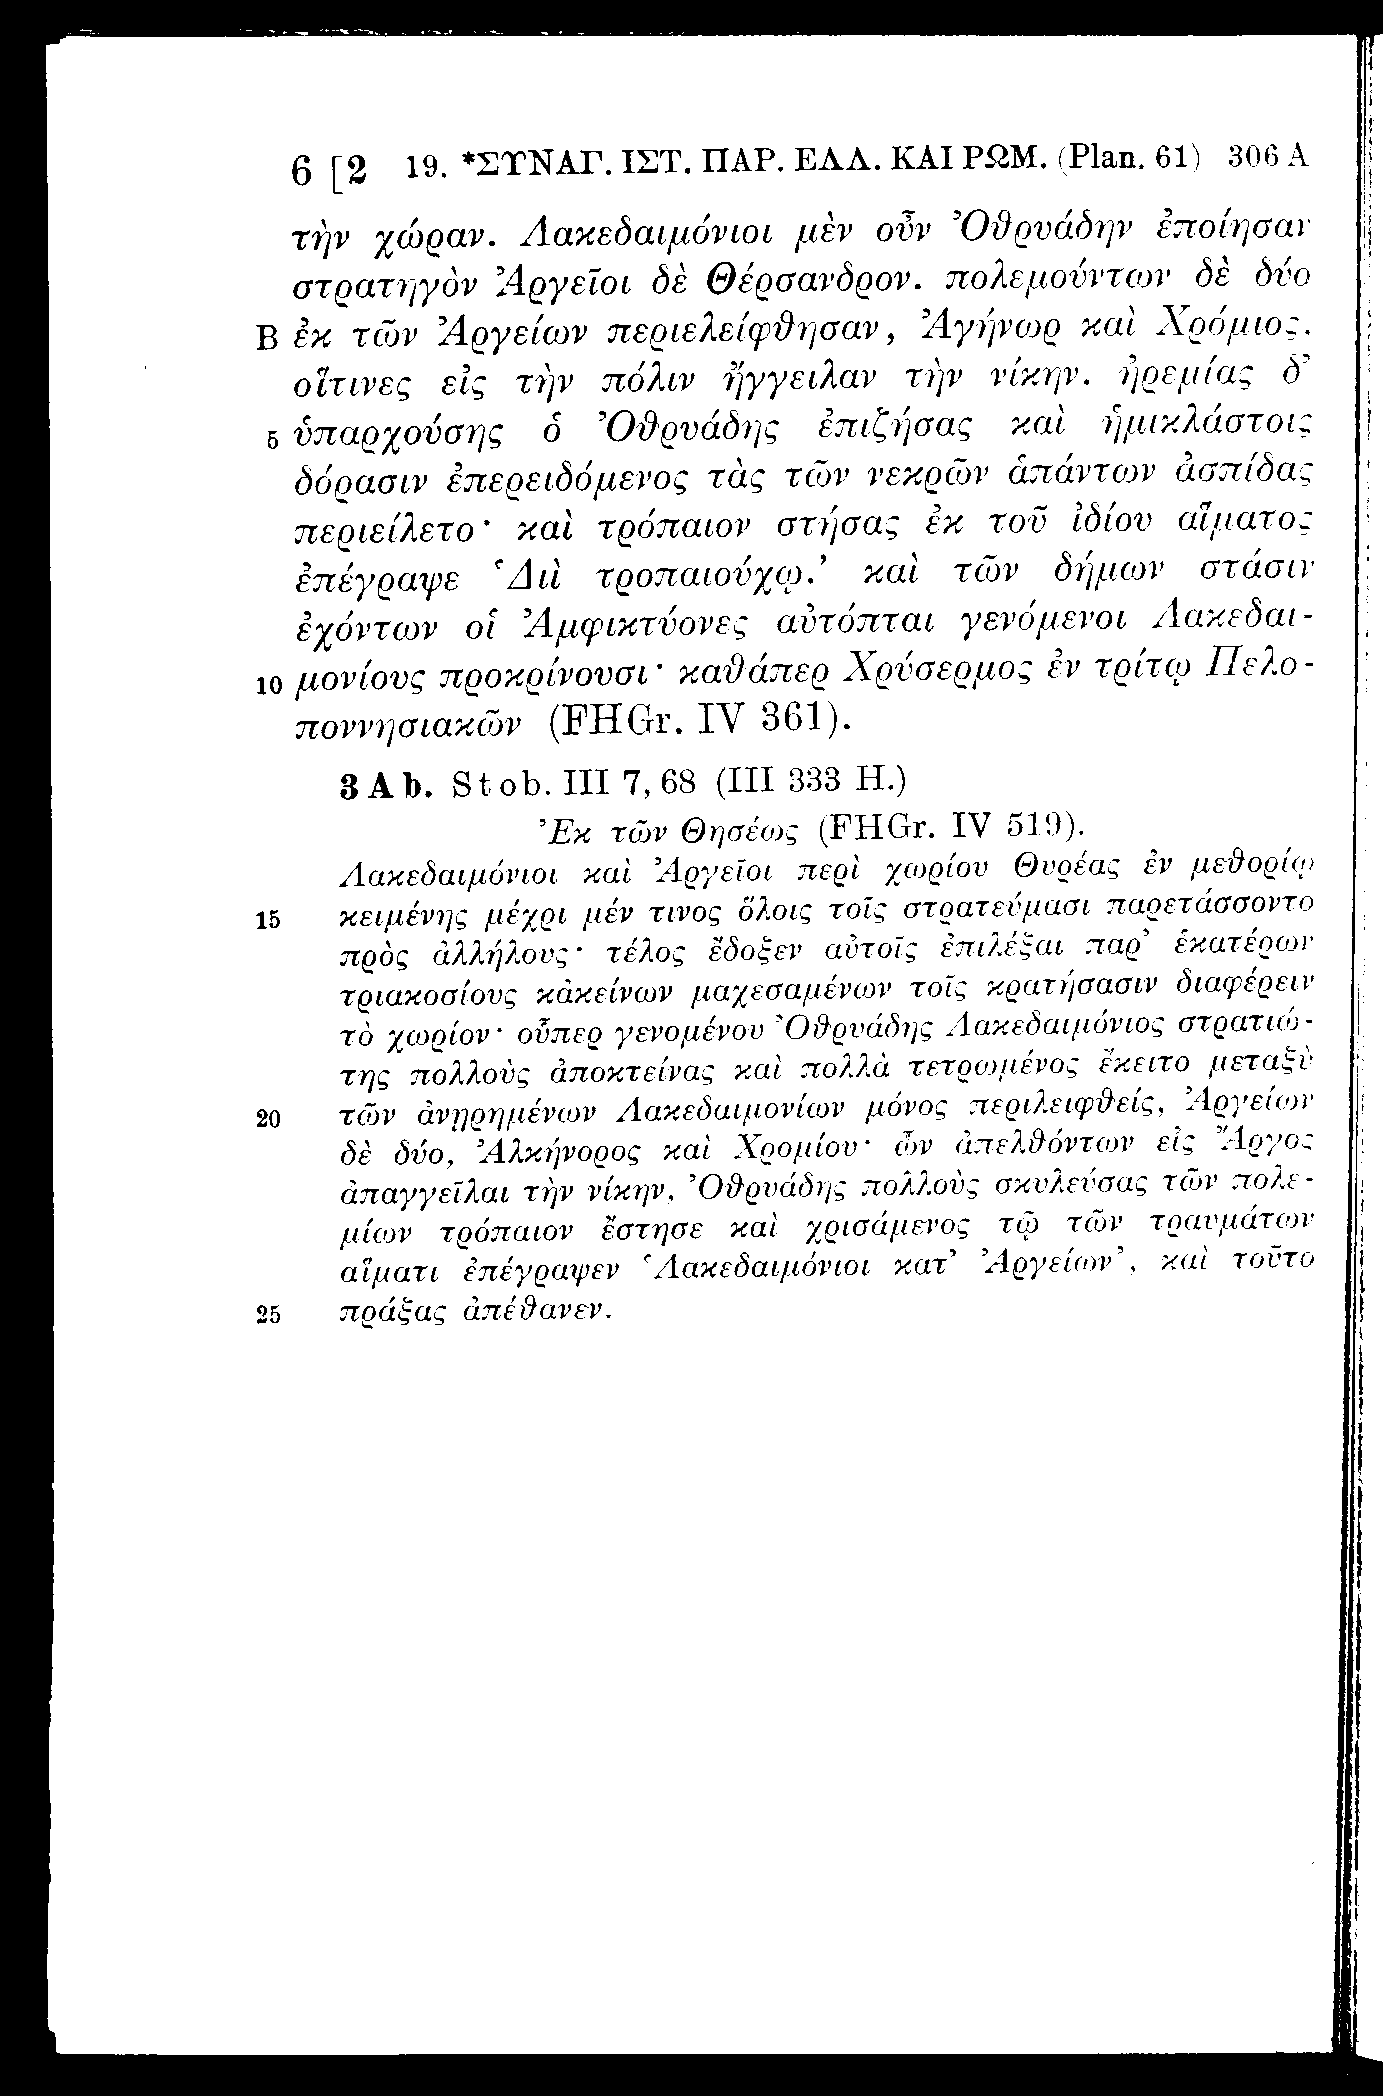 6 [2 19. *ΣΥΝΑΓ. ΙΣΤ. ΠΑΡ. ΕΛΛ. ΚΑΙ ΡΩΜ. (Plan. 61) 306 A
τὴν χώραν. Λακεδαιμόνιοι μὲν οὖν Ὀθρυάδην ἐποίησαν
στρατηγὸν Ἀργεῖοι δὲ Θέρσανδρον. πολεμούντων δὲ δύο
B ἐκ τῶν Ἀργείων περιελείφθησαν, Ἀγήνωρ καὶ Χρόμιος.
οἵτινες εἰς τὴν πόλιν ἤγγειλαν τὴν νίκην. ἠρεμίας δ’
5 ὑπαρχούσης ὁ Ὀθρυάδης ἐπιζήσας καὶ ἡμικλάστοις
δόρασιν ἐπερειδόμενος τὰς τῶν νεκρῶν ἁπάντων ἀσπίδας
περιείλετο· καὶ τρόπαιον στήσας ἐκ τοῦ ἰδίου αἵματος
ἐπέγραψε ‘Διὶ τροπαιούχῳ.’ καὶ τῶν δήμων στάσιν
ἐχόντων οἱ Ἀμφικτύονες αὐτόπται γενόμενοι Λακεδαι-
10 μονίους προκρίνουσι· καθάπερ Χρύσερμος ἐν τρίτῳ Πελο-
ποννησιακῶν (FHGr. IV 361).
3 A b. Stob. III 7, 68 (III 333 H.)
Ἐκ τῶν Θησέως (FHGr. IV 519).
Λακεδαιμόνιοι καὶ Ἀργεῖοι περὶ χωρίου Θυρέας ἐν μεθορίῳ
15 κειμένης μέχρι μέν τινος ὅλοις τοῖς στρατεύμασι παρετάσσοντο
πρὸς ἀλλήλους· τέλος ἔδοξεν αὐτοῖς ἐπιλέξαι παρ’ ἑκατέρων
τριακοσίους κἀκείνων μαχεσαμένων τοῖς κρατήσασιν διαφέρειν
τὸ χωρίον· οὗπερ γενομένου Ὀθρυάδης Λακεδαιμόνιος στρατιώ-
της πολλοὺς ἀποκτείνας καὶ πολλὰ τετρωμένος ἔκειτο μεταξὺ
20 τῶν ἀνῃρημένων Λακεδαιμονίων μόνος περιλειφθείς, Ἀργείων
δὲ δύο, Ἀλκήνορος καὶ Χρομίου· ὧν ἀπελθόντων εἰς Ἄργος
ἀπαγγεῖλαι τὴν νίκην, Ὀθρυάδης πολλοὺς σκυλεύσας τῶν πολε-
μίων τρόπαιον ἔστησε καὶ χρισάμενος τῷ τῶν τραυμάτων
αἵματι ἐπέγραψεν ‘Λακεδαιμόνιοι κατ’ Ἀργείων’, καὶ τοῦτο
25 πράξας ἀπέθανεν.